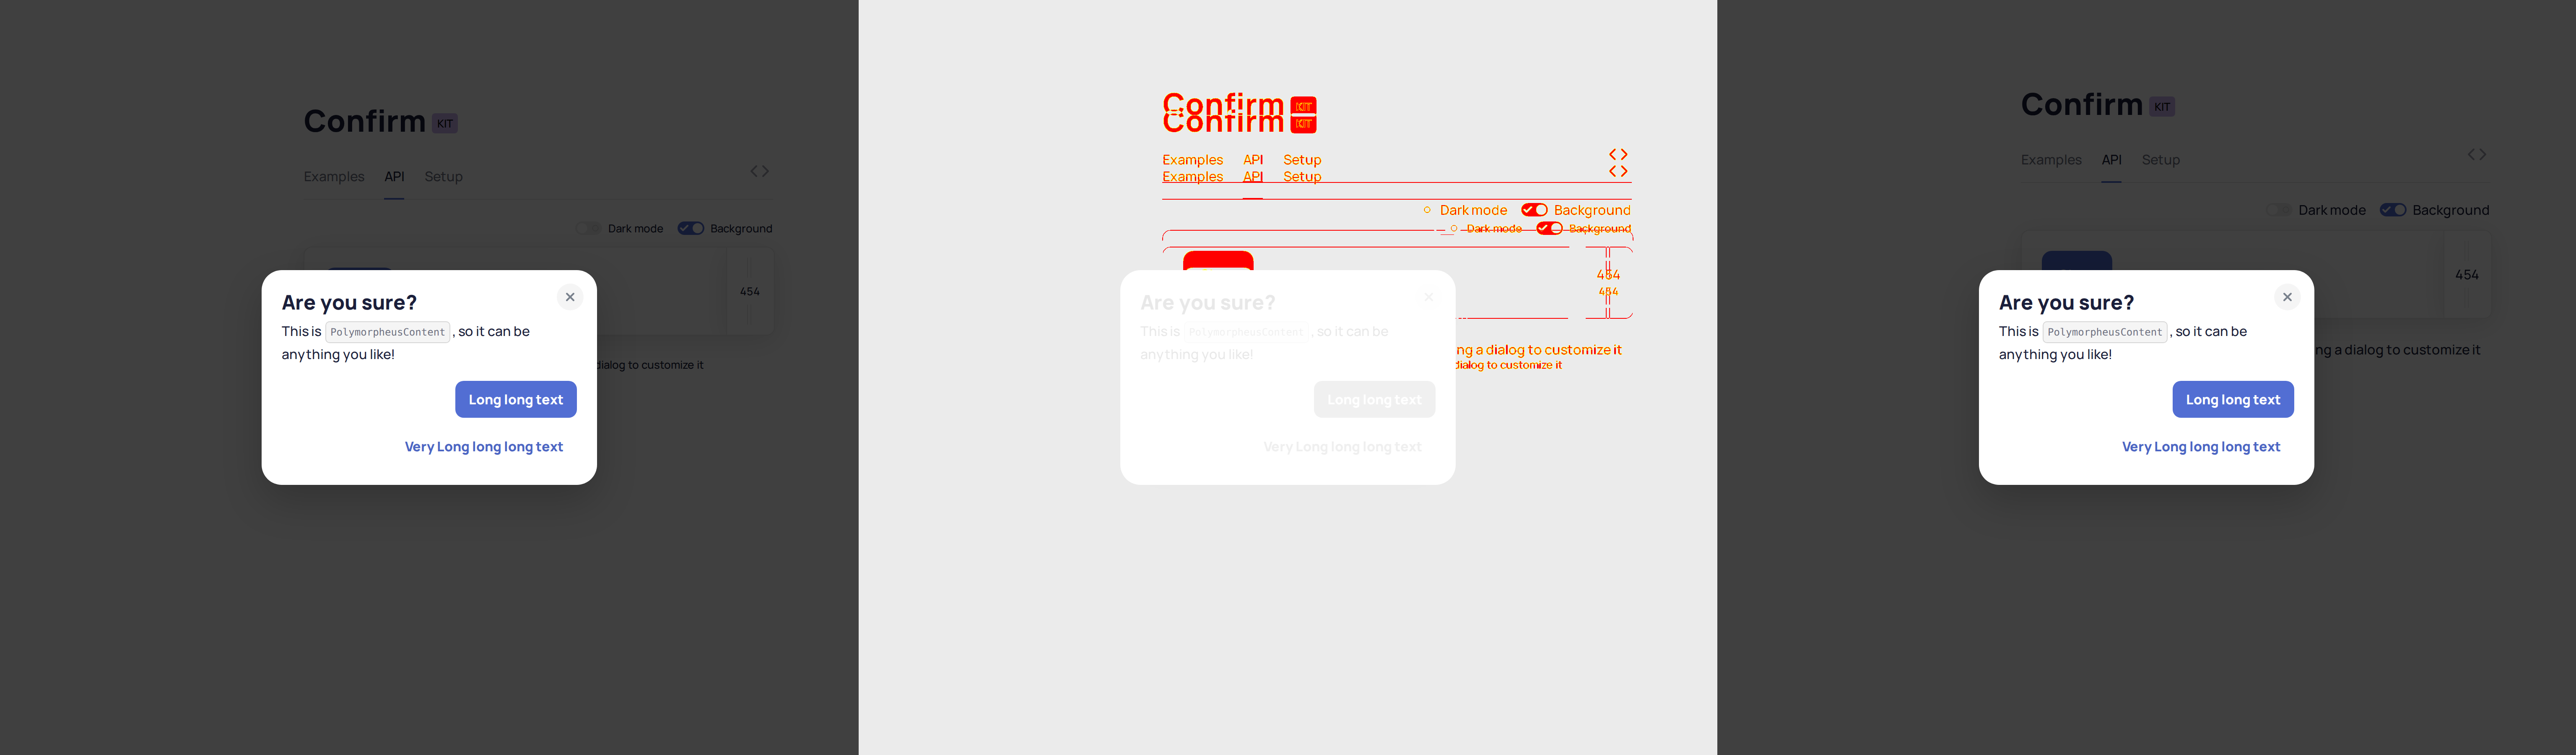 Confirm KIT
Examples API Setup
Dark mode Background
454
Are you sure?
This is PolymorpheusContent, so it can be
anything you like!
dialog to customize it
Long long text
Very Long long long text
Confirm KIT
Confirm KIT
Examples API Setup
Examples API Setup
Dark mode Background
Dark mode Background
454
454
Are you sure?
This is PolymorpheusContent, so it can be
anything you like!
ng a dialog to customize it
dialog to customize it
Long long text
Very Long long long text
Confirm KIT
Examples API Setup
Dark mode Background
454
Are you sure?
This is PolymorpheusContent, so it can be
anything you like!
ng a dialog to customize it
Long long text
Very Long long long text